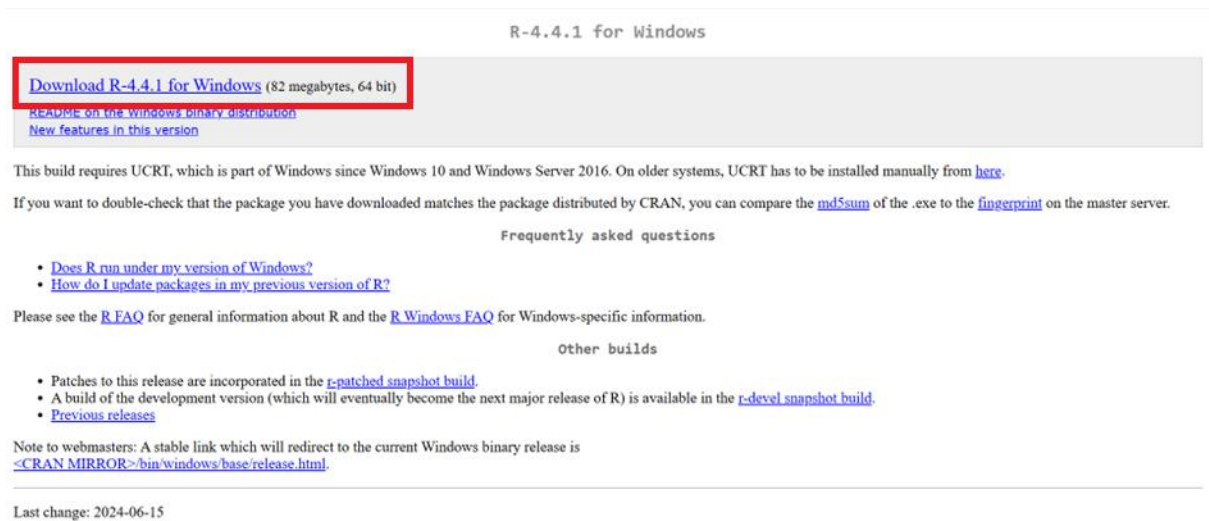 R-4.4.1 for Windows
Download R-4.4.1 for Windows (82 megabytes, 64 bit)
README on the Windows binary distribution
New features in this version
This build requires UCRT, which is part of Windows since Windows 10 and Windows Server 2016. On older systems, UCRT has to be installed manually from here.
If you want to double-check that the package you have downloaded matches the package distributed by CRAN, you can compare the md5sum of the .exe to the fingerprint on the master server.
Frequently asked questions
• Does R run under my version of Windows?
• How do I update packages in my previous version of R?
Please see the R FAQ for general information about R and the R Windows FAQ for Windows-specific information.
Other builds
• Patches to this release are incorporated in the r-patched snapshot build.
• A build of the development version (which will eventually become the next major release of R) is available in the r-devel snapshot build.
• Previous releases
Note to webmasters: A stable link which will redirect to the current Windows binary release is
<CRAN MIRROR>/bin/windows/base/release.html.
Last change: 2024-06-15